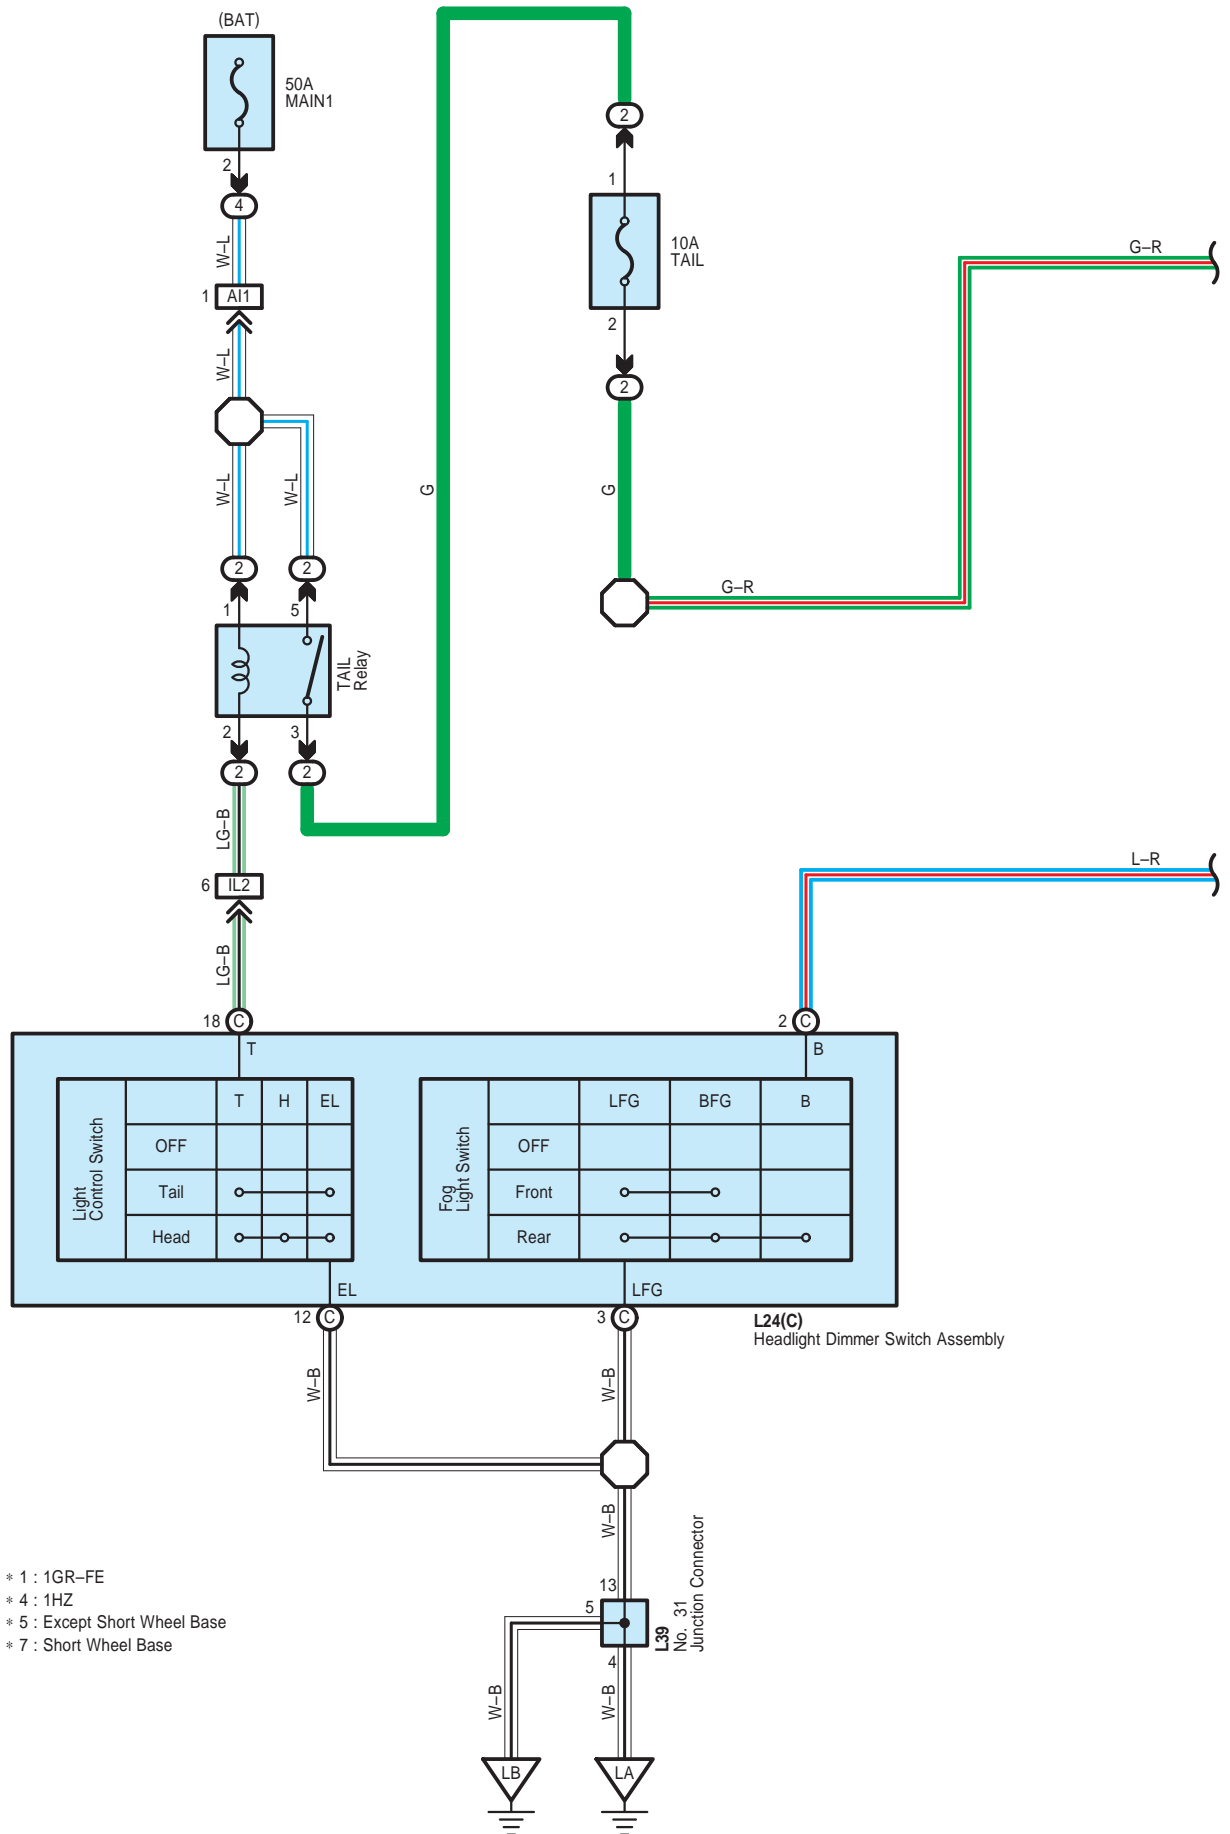 (BAT)
50A
MAIN1
2
4
W–L
1 AI1
W–L
W–L
W–L
2
2
1
5
TAIL
Relay
2
3
2
2
LG–B
6 IL2
LG–B
G
2
1
10A
TAIL
2
2
G
G–R
G–R
L–R
18 C
2 C
T
B
Light
Control Switch
T H EL
OFF
Tail
Head
Fog
Light Switch
LFG BFG B
OFF
Front
Rear
EL
LFG
12 C
3 C
L24(C)
Headlight Dimmer Switch Assembly
W–B
W–B
W–B
13
5
4
L39
No. 31
Junction Connector
W–B
W–B
LB
LA
* 1 : 1GR–FE
* 4 : 1HZ
* 5 : Except Short Wheel Base
* 7 : Short Wheel Base